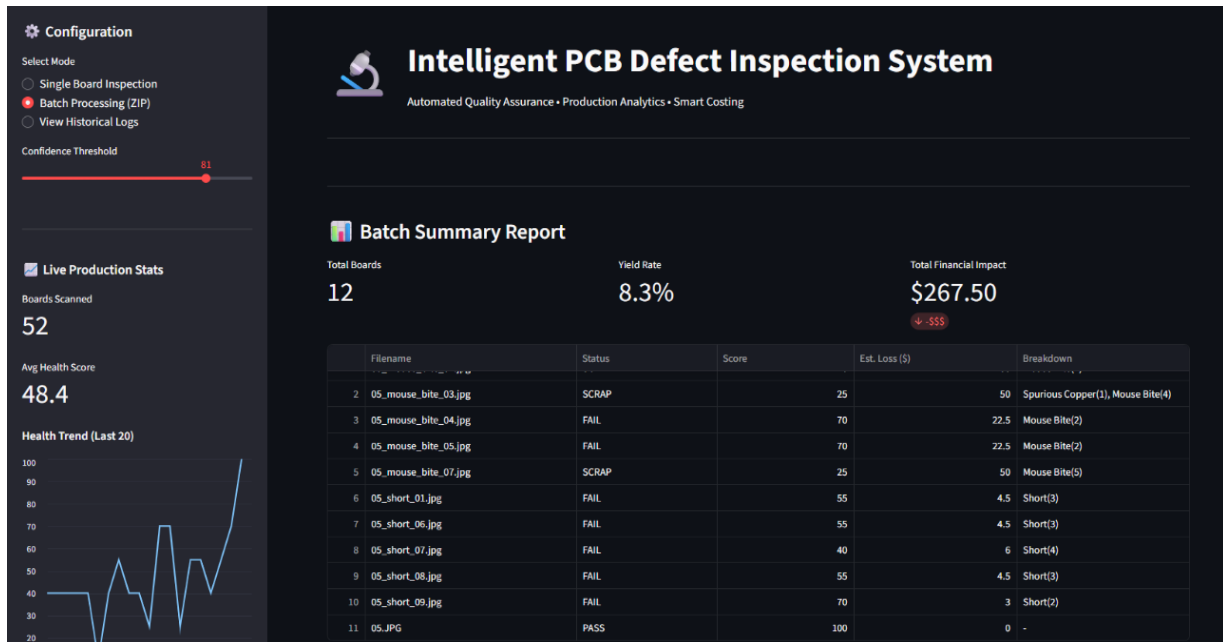 Configuration
Select Mode
Single Board Inspection
Batch Processing (ZIP)
View Historical Logs
Confidence Threshold
81
Live Production Stats
Boards Scanned
52
Avg Health Score
48.4
Health Trend (Last 20)
100
90
80
70
60
50
40
30
20
Intelligent PCB Defect Inspection System
Automated Quality Assurance • Production Analytics • Smart Costing
Batch Summary Report
Total Boards Yield Rate Total Financial Impact
12 8.3% $267.50
↓ -$$$
Filename Status Score Est. Loss ($) Breakdown
2 05_mouse_bite_03.jpg SCRAP 25 50 Spurious Copper(1), Mouse Bite(4)
3 05_mouse_bite_04.jpg FAIL 70 22.5 Mouse Bite(2)
4 05_mouse_bite_05.jpg FAIL 70 22.5 Mouse Bite(2)
5 05_mouse_bite_07.jpg SCRAP 25 50 Mouse Bite(5)
6 05_short_01.jpg FAIL 55 4.5 Short(3)
7 05_short_06.jpg FAIL 55 4.5 Short(3)
8 05_short_07.jpg FAIL 40 6 Short(4)
9 05_short_08.jpg FAIL 55 4.5 Short(3)
10 05_short_09.jpg FAIL 70 3 Short(2)
11 05.JPG PASS 100 0 -